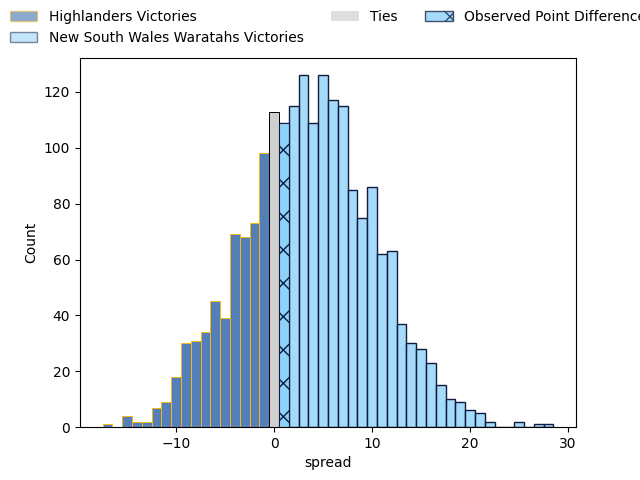 Highlanders Victories
New South Wales Waratahs Victories
Ties
Observed Point Difference
Count
120
100
80
60
40
20
0
−10 0 10 20 30
spread